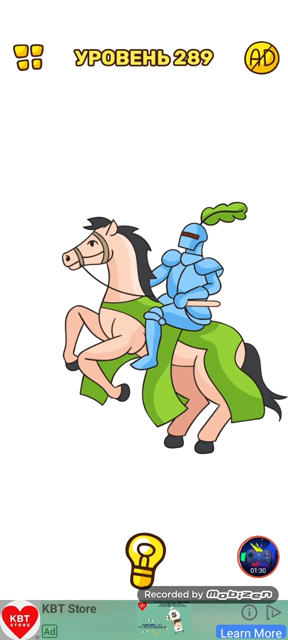 УРОВЕНЬ 289
AD
01:30
Recorded by Mobizen
KBT Store
KBT
STORE
Ad
Learn More